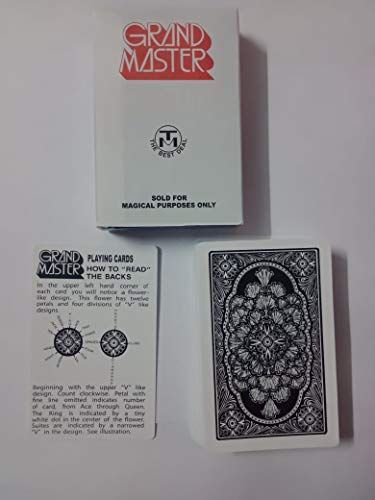 GRAND
MASTER
TM
THE BEST DEAL
SOLD FOR
MAGICAL PURPOSES ONLY
GRAND
MASTER
PLAYING CARDS
HOW TO "READ"
THE BACKS
In the upper left hand corner of
each card you will notice a flower-
like design. This flower has twelve
petals and four divisions of "V" like
designs
Beginning with the upper "V" like
design. Count clockwise. Petal with
fine line omitted indicates number
of card, from Ace through Queen.
The King is indicated by a tiny
white dot in the center of the flower.
Suites are indicated by a narrowed
"V" in the design. See illustration.